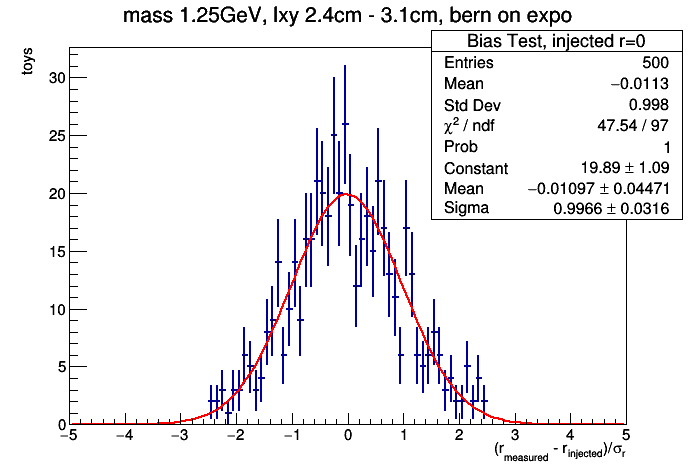 mass 1.25GeV, lxy 2.4cm - 3.1cm, bern on expo
Bias Test, injected r=0
Entries 500
Mean −0.0113
Std Dev 0.998
χ² / ndf 47.54 / 97
Prob 1
Constant 19.89 ± 1.09
Mean −0.01097 ± 0.04471
Sigma 0.9966 ± 0.0316
toys
30
25
20
15
10
5
0
−5 −4 −3 −2 −1 0 1 2 3 4 5
(r_measured - r_injected)/σ_r